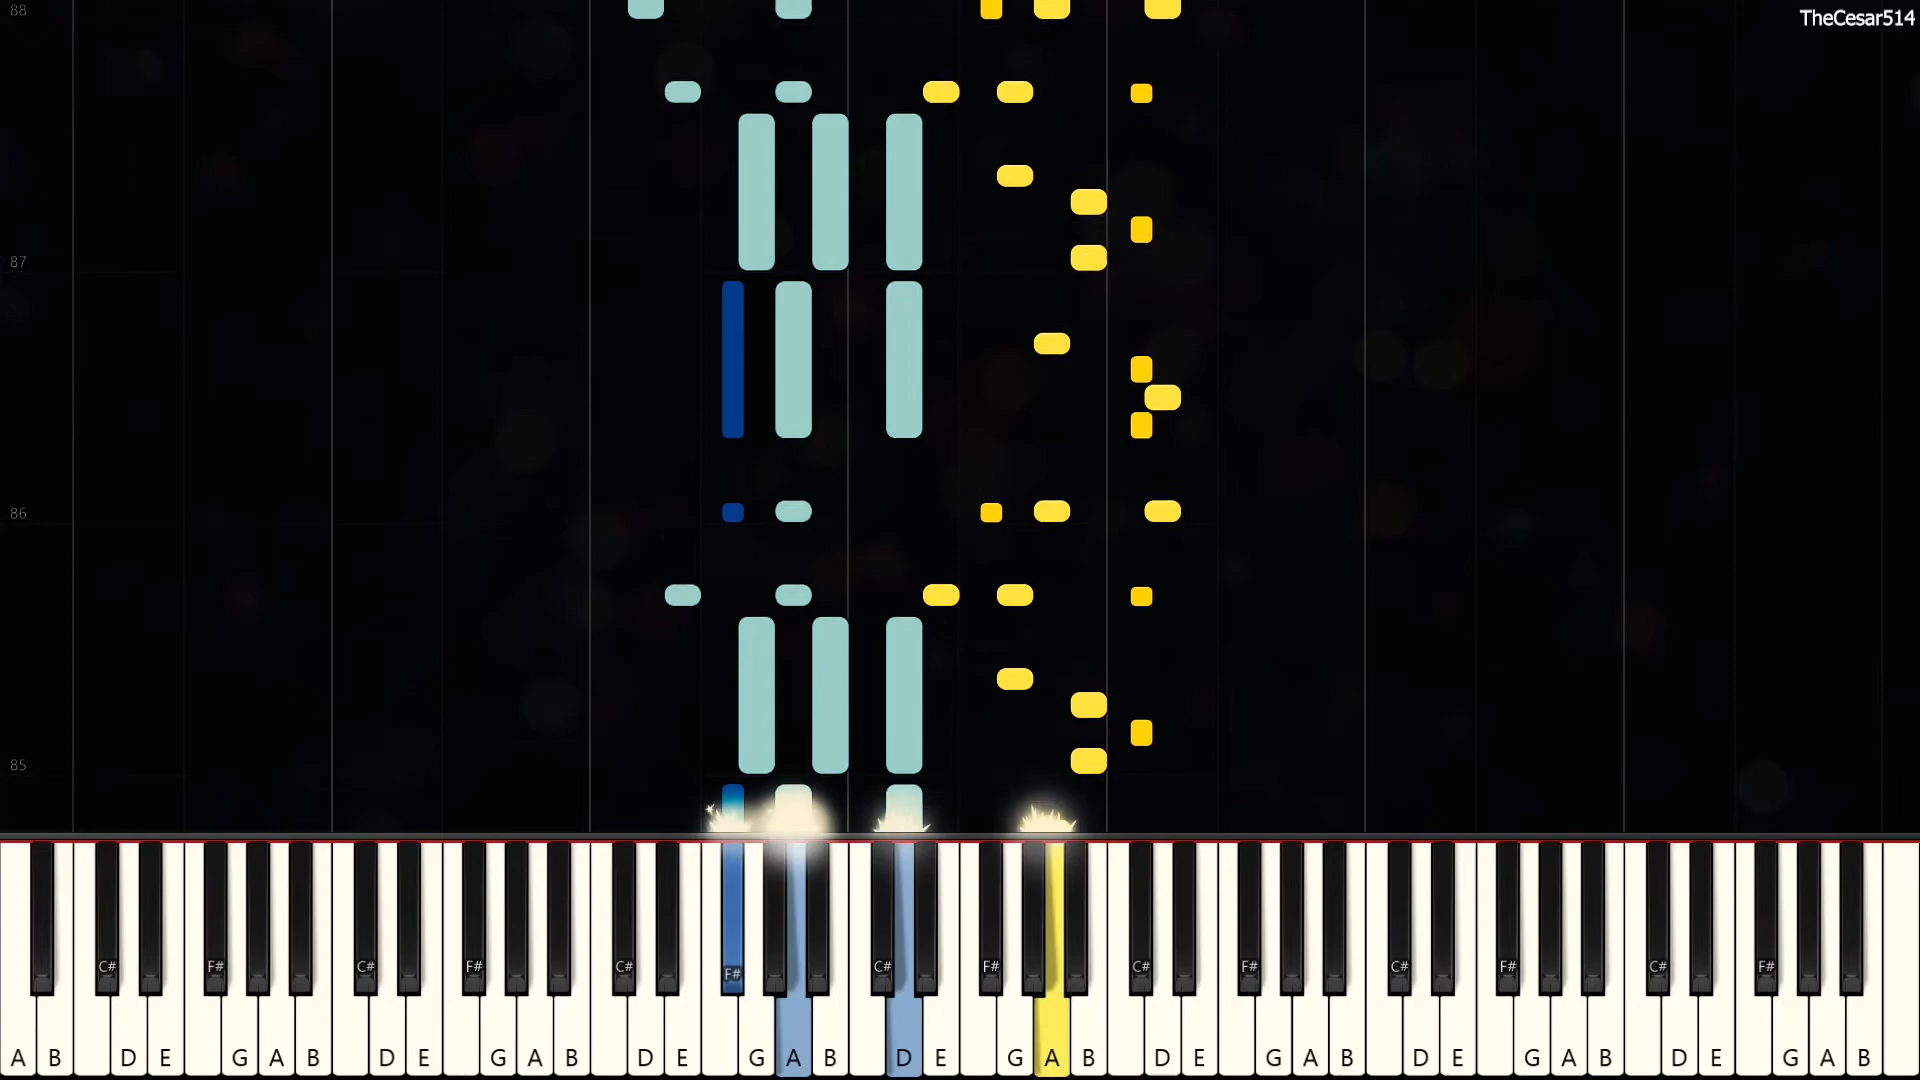 88
TheCesar514
87
86
85
C# F# C# F# C# F# C# F# C# F# C# F# C# F#
A B D E G A B D E G A B D E G A B D E G A B D E G A B D E G A B D E G A B